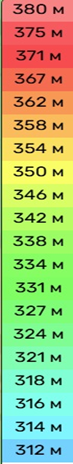 380 м
375 м
371 м
367 м
362 м
358 м
354 м
350 м
346 м
342 м
338 м
334 м
331 м
327 м
324 м
321 м
318 м
316 м
314 м
312 м